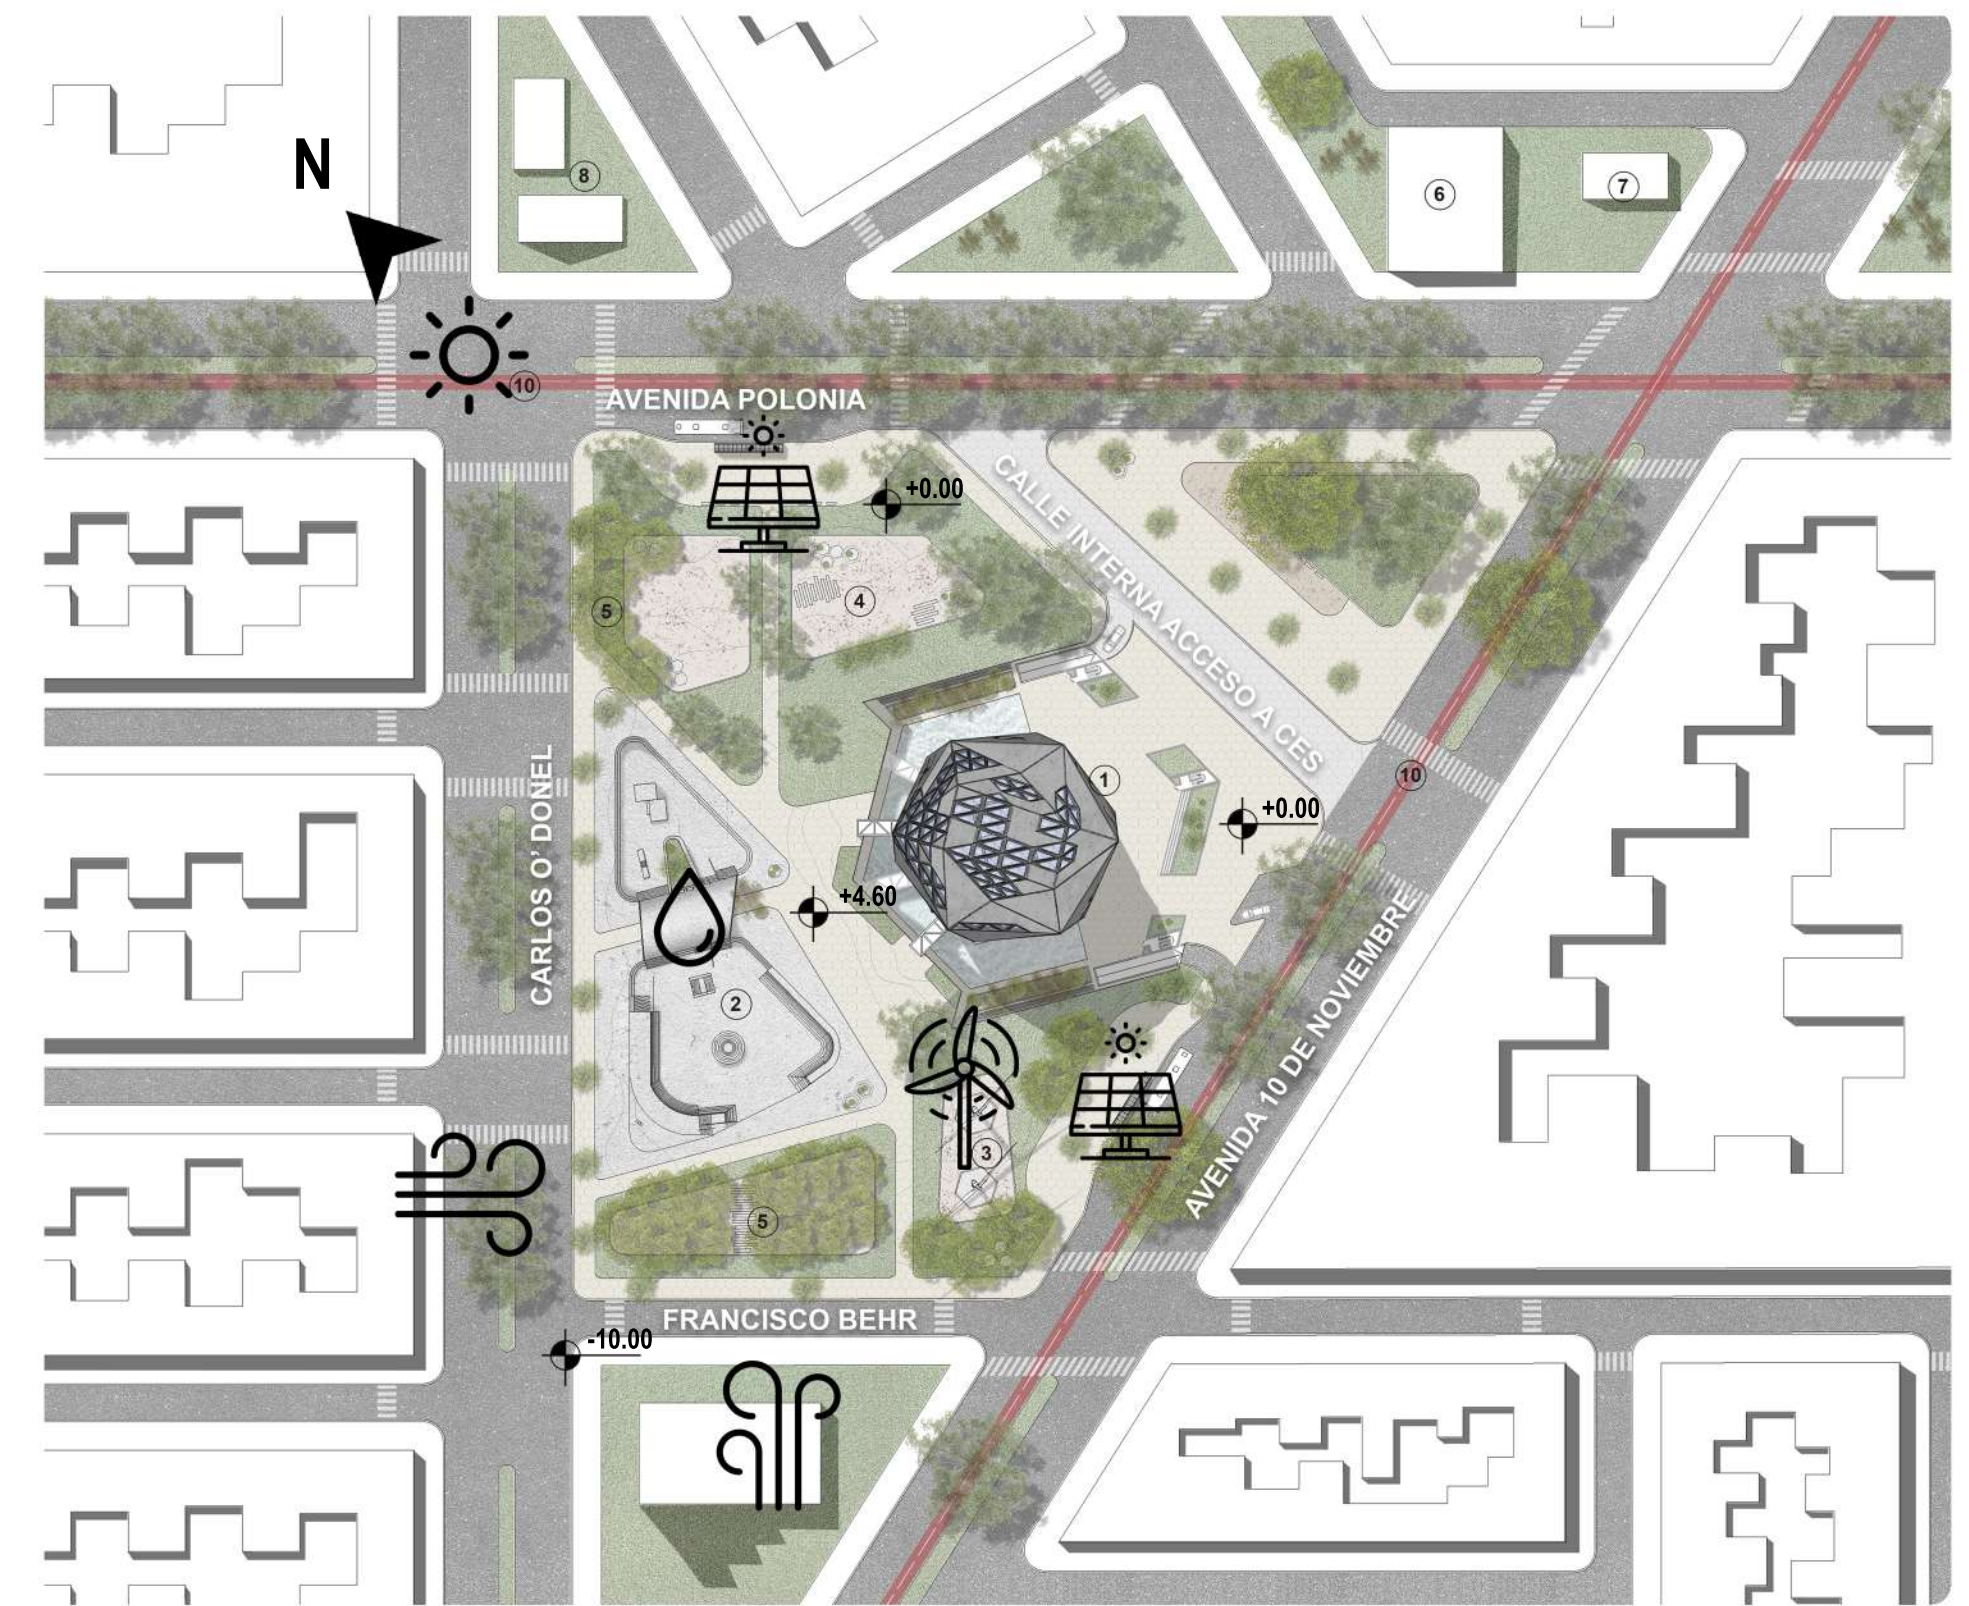 N
8
6
7
10
AVENIDA POLONIA
+0.00
CALLE INTERNA ACCESO A CES
5
4
1
10
+0.00
CARLOS O' DONEL
+4.60
2
AVENIDA 10 DE NOVIEMBRE
3
5
FRANCISCO BEHR
-10.00